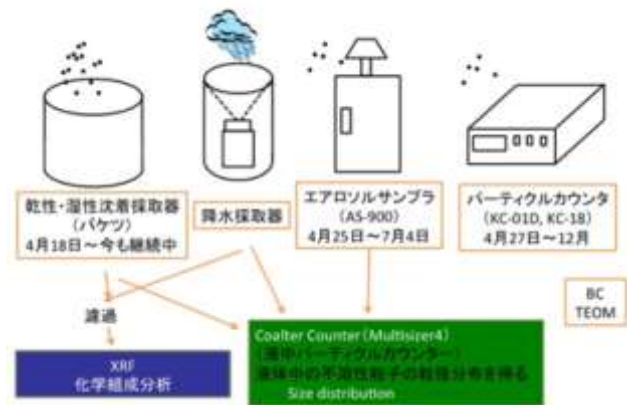 乾性・湿性沈着採取器
(バケツ)
4月18日～今も継続中
降水採取器
エアロゾルサンプラ
(AS-900)
4月25日～7月4日
パーティクルカウンタ
(KC-01D, KC-18)
4月27日～12月
BC
TEOM
濾過
XRF
化学組成分析
Coalter Counter(Multisizer4)
(液中パーティクルカウンター)
液体中の不溶性粒子の粒径分布を得る
Size distribution